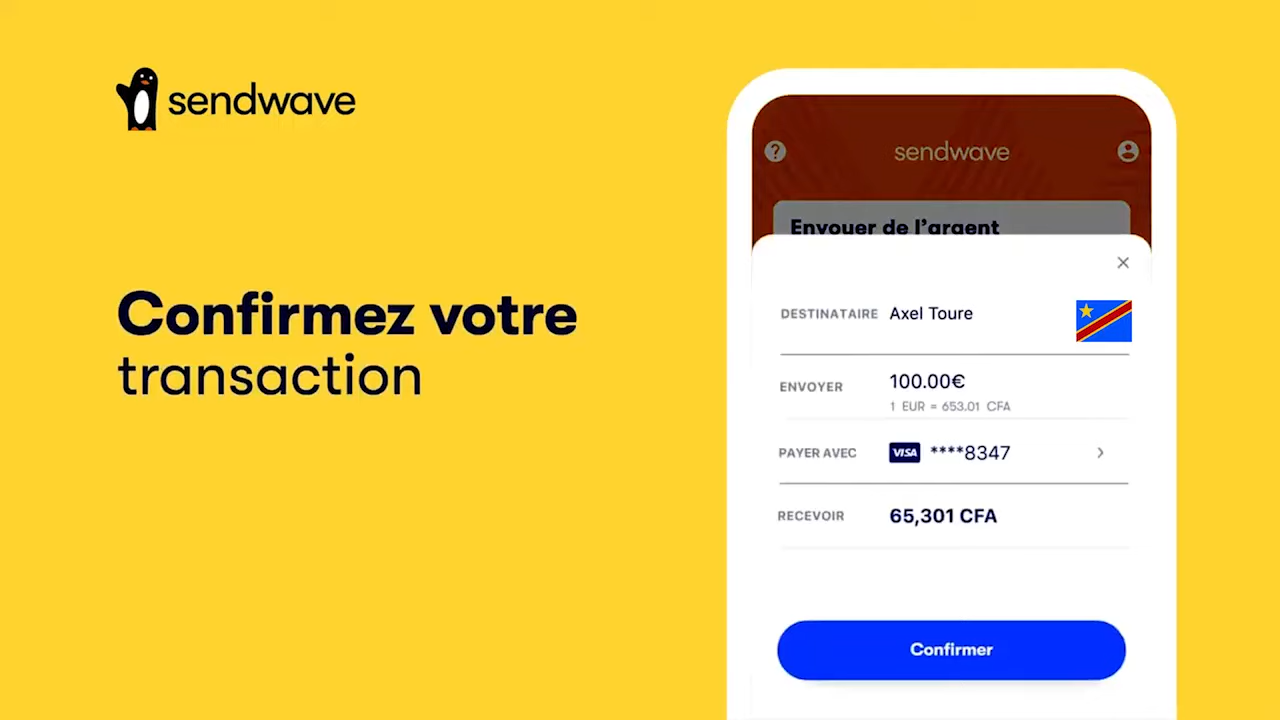 sendwave
Confirmez votre
transaction
?
sendwave
Envoyer de l'argent
DESTINATAIRE Axel Toure
ENVOYER 100.00€
1 EUR = 653.01 CFA
PAYER AVEC VISA ****8347
RECEVOIR 65,301 CFA
Confirmer